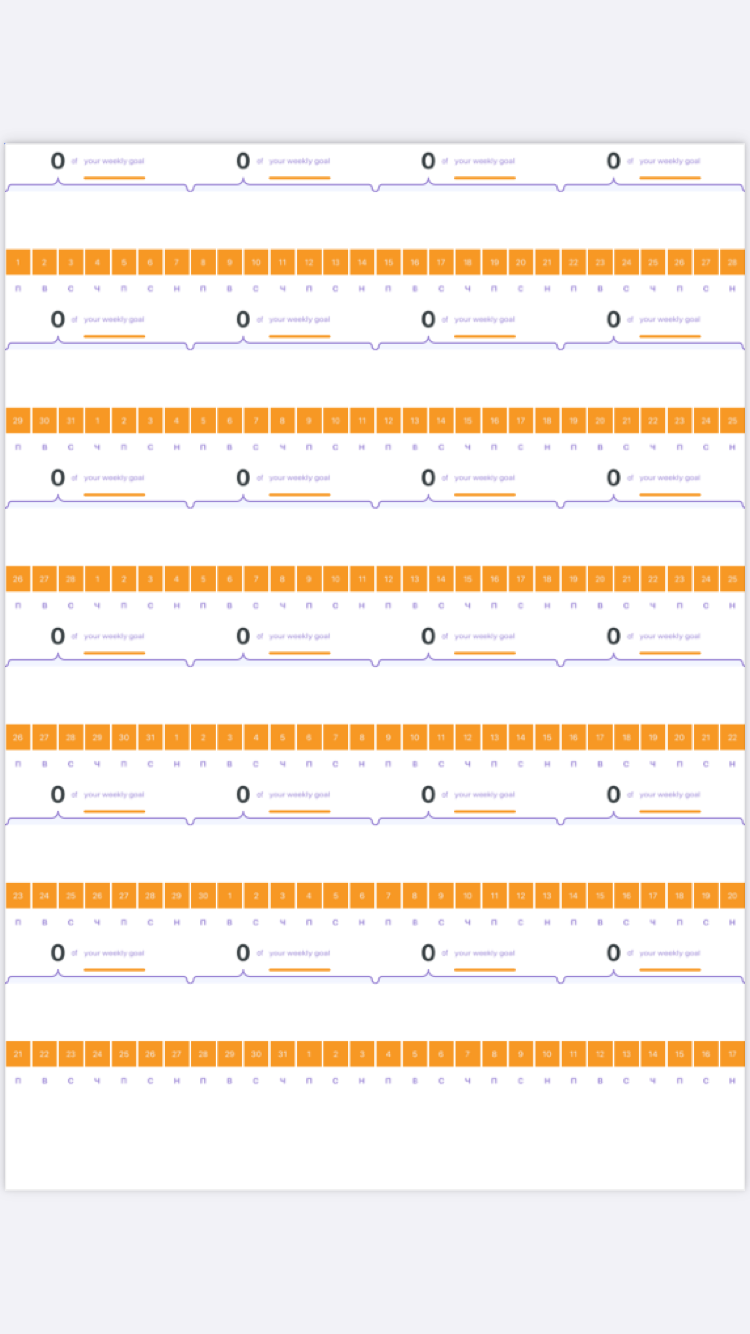 0 of your weekly goal 0 of your weekly goal 0 of your weekly goal 0 of your weekly goal
1 2 3 4 5 6 7 8 9 10 11 12 13 14 15 16 17 18 19 20 21 22 23 24 25 26 27 28
П В С Ч П С Н П В С Ч П С Н П В С Ч П С Н П В С Ч П С Н
0 of your weekly goal 0 of your weekly goal 0 of your weekly goal 0 of your weekly goal
29 30 31 1 2 3 4 5 6 7 8 9 10 11 12 13 14 15 16 17 18 19 20 21 22 23 24 25
П В С Ч П С Н П В С Ч П С Н П В С Ч П С Н П В С Ч П С Н
0 of your weekly goal 0 of your weekly goal 0 of your weekly goal 0 of your weekly goal
26 27 28 1 2 3 4 5 6 7 8 9 10 11 12 13 14 15 16 17 18 19 20 21 22 23 24 25
П В С Ч П С Н П В С Ч П С Н П В С Ч П С Н П В С Ч П С Н
0 of your weekly goal 0 of your weekly goal 0 of your weekly goal 0 of your weekly goal
26 27 28 29 30 31 1 2 3 4 5 6 7 8 9 10 11 12 13 14 15 16 17 18 19 20 21 22
П В С Ч П С Н П В С Ч П С Н П В С Ч П С Н П В С Ч П С Н
0 of your weekly goal 0 of your weekly goal 0 of your weekly goal 0 of your weekly goal
23 24 25 26 27 28 29 30 1 2 3 4 5 6 7 8 9 10 11 12 13 14 15 16 17 18 19 20
П В С Ч П С Н П В С Ч П С Н П В С Ч П С Н П В С Ч П С Н
0 of your weekly goal 0 of your weekly goal 0 of your weekly goal 0 of your weekly goal
21 22 23 24 25 26 27 28 29 30 31 1 2 3 4 5 6 7 8 9 10 11 12 13 14 15 16 17
П В С Ч П С Н П В С Ч П С Н П В С Ч П С Н П В С Ч П С Н